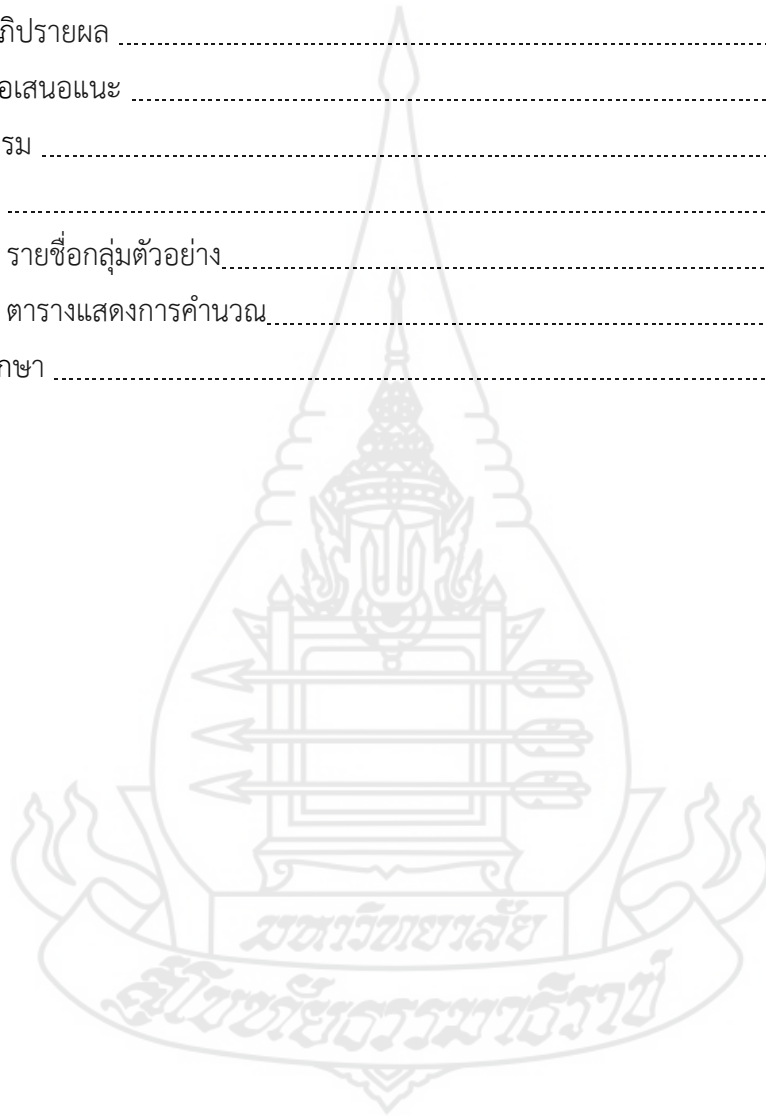 ภิปรายผล
อเสนอแนะ
รม
รายชื่อกลุ่มตัวอย่าง
ตารางแสดงการคำนวณ
กษา
มหาวิทยาลัย
สุโขทัยธรรมาธิราช